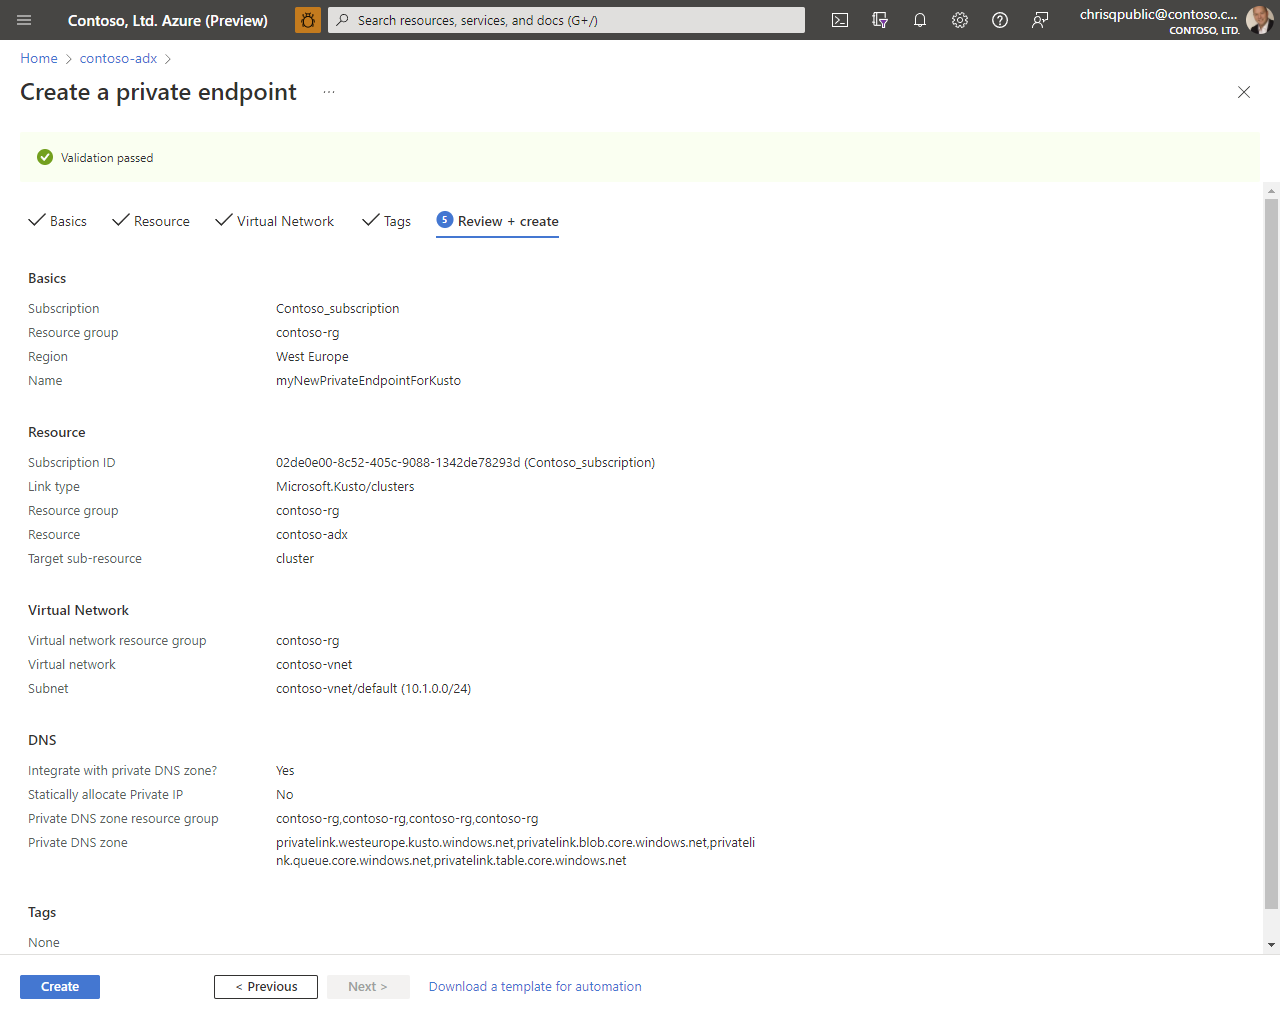 Contoso, Ltd. Azure (Preview)
Search resources, services, and docs (G+/)
chrisqpublic@contoso.c...
CONTOSO, LTD.
Home > contoso-adx >
Create a private endpoint ...
Validation passed
Basics
Resource
Virtual Network
Tags
5 Review + create
Basics
Subscription Contoso_subscription
Resource group contoso-rg
Region West Europe
Name myNewPrivateEndpointForKusto
Resource
Subscription ID 02de0e00-8c52-405c-9088-1342de78293d (Contoso_subscription)
Link type Microsoft.Kusto/clusters
Resource group contoso-rg
Resource contoso-adx
Target sub-resource cluster
Virtual Network
Virtual network resource group contoso-rg
Virtual network contoso-vnet
Subnet contoso-vnet/default (10.1.0.0/24)
DNS
Integrate with private DNS zone? Yes
Statically allocate Private IP No
Private DNS zone resource group contoso-rg,contoso-rg,contoso-rg,contoso-rg
Private DNS zone privatelink.westeurope.kusto.windows.net,privatelink.blob.core.windows.net,privateli
nk.queue.core.windows.net,privatelink.table.core.windows.net
Tags
None
Create
< Previous
Next >
Download a template for automation